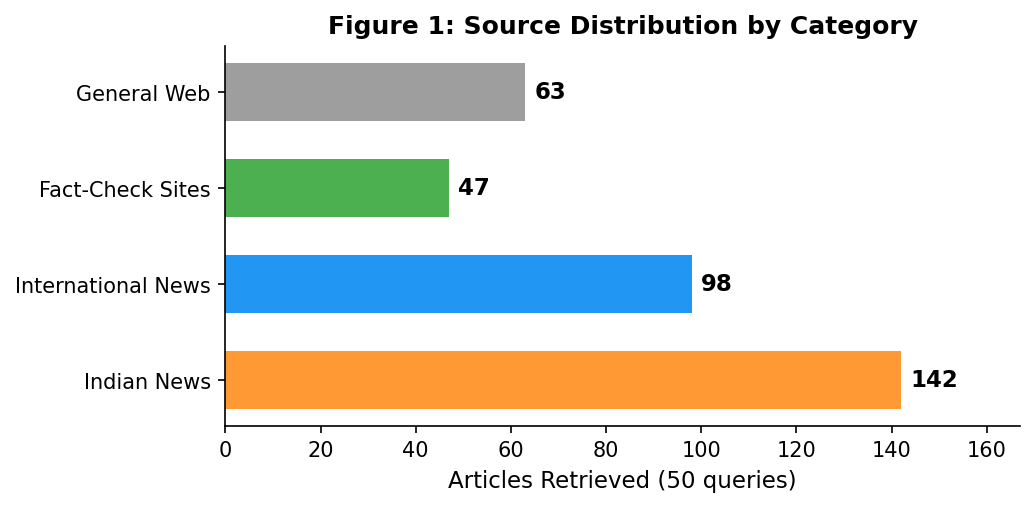 Figure 1: Source Distribution by Category
General Web
63
Fact-Check Sites
47
International News
98
Indian News
142
0 20 40 60 80 100 120 140 160
Articles Retrieved (50 queries)